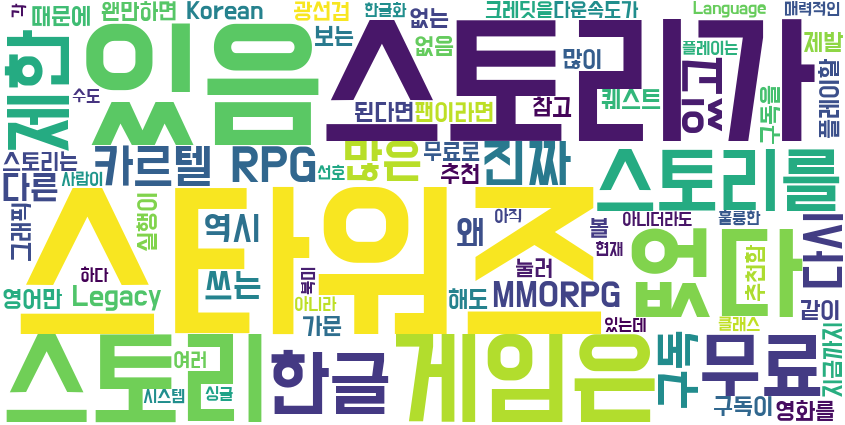 각
때문에
왠만하면
Korean
광선검
한글화
없는
크레딧을다운속도가
Language
매력적인
제한
있음
스토리가
보는
없음
많이
플레이는
제발
있고
구독을
플레이할
수도
된다면
팬이라면
참고
퀘스트
스토리는
다른
사람이
카르텔
RPG
선호
많은
무료로
추천
진짜
스토리를
그래픽
실행이
스타워즈
역시
왜
아직
볼
아니더라도
훌륭한
현재
없다
추천함
시다
하다
쓰는
북미
눌러
영어만
Legacy
아니라
가문
해도
MMORPG
있는데
클래스
같이
지금까지
스토리
여러
시스템
싱글
한글
게임은
구독
무료
구독이
영화를